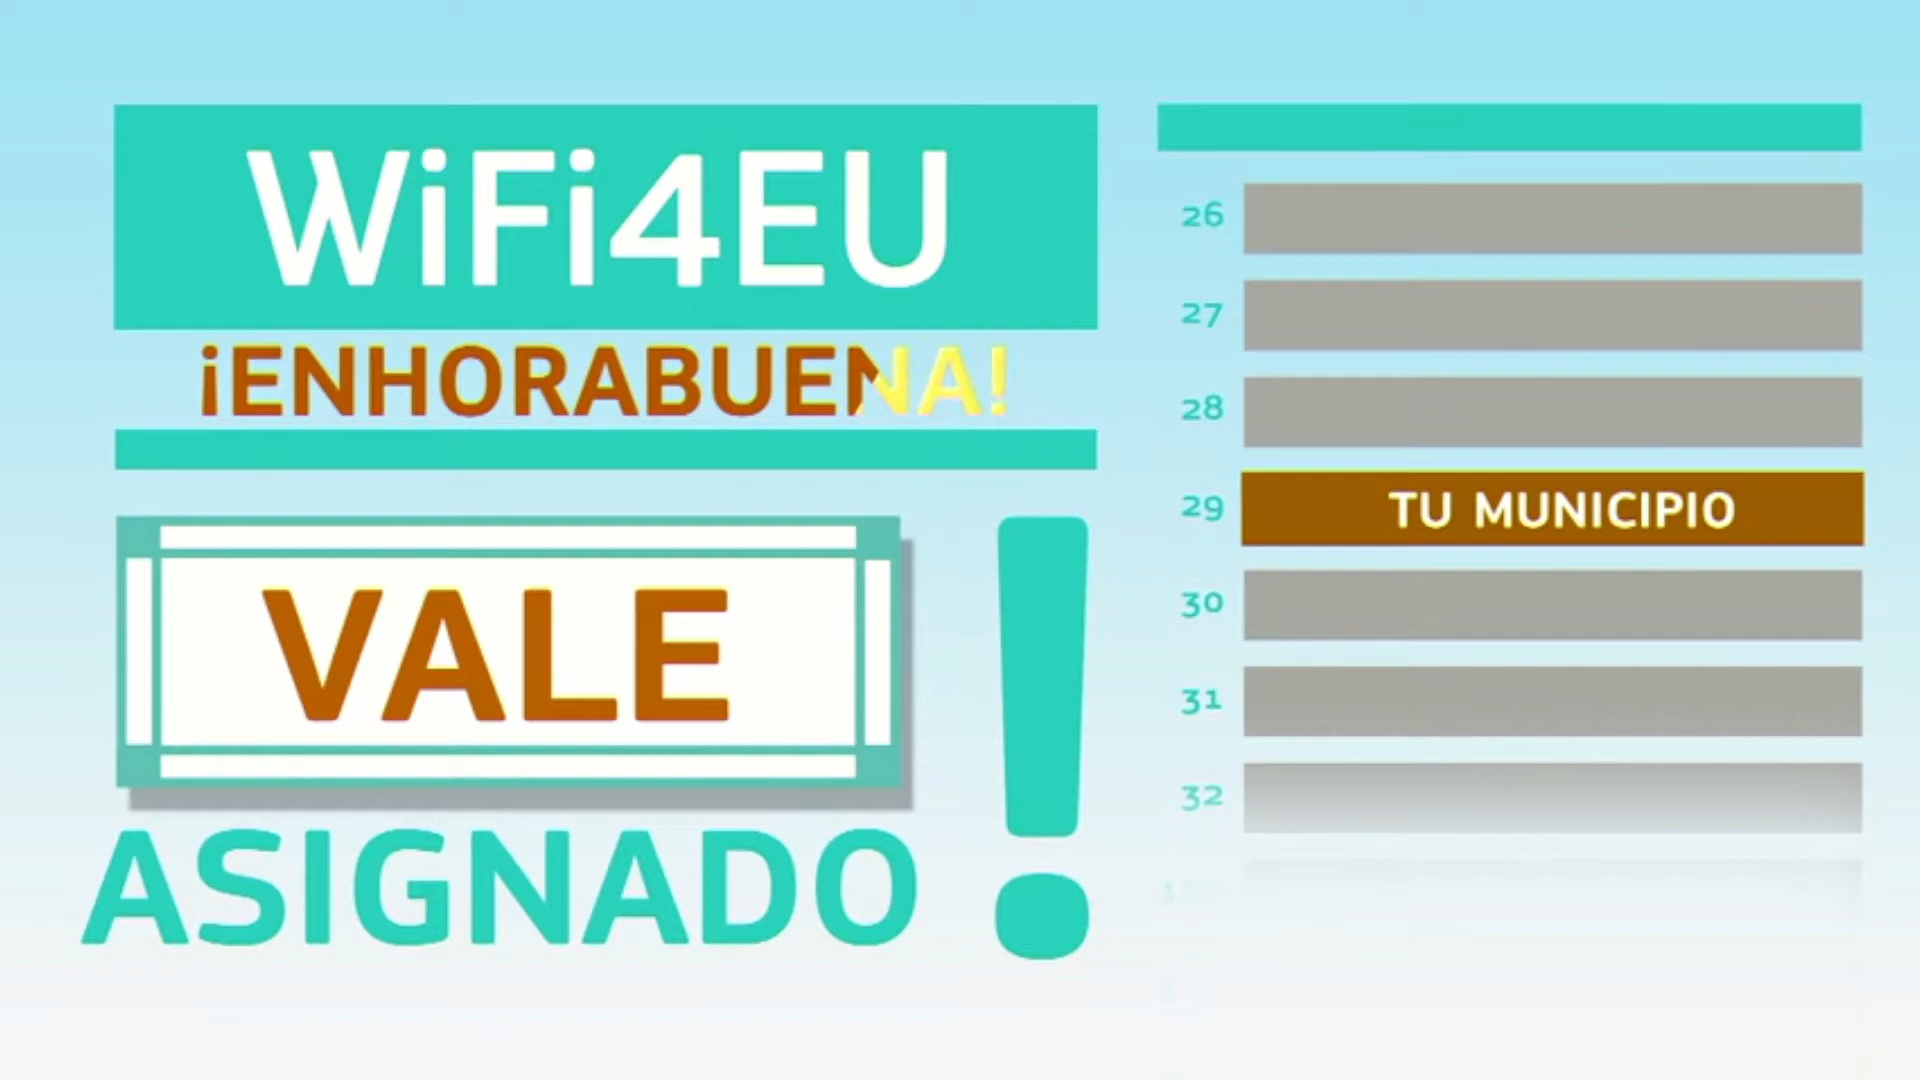 WiFi4EU
¡ENHORABUENA!
VALE
ASIGNADO
!
26
27
28
29 TU MUNICIPIO
30
31
32